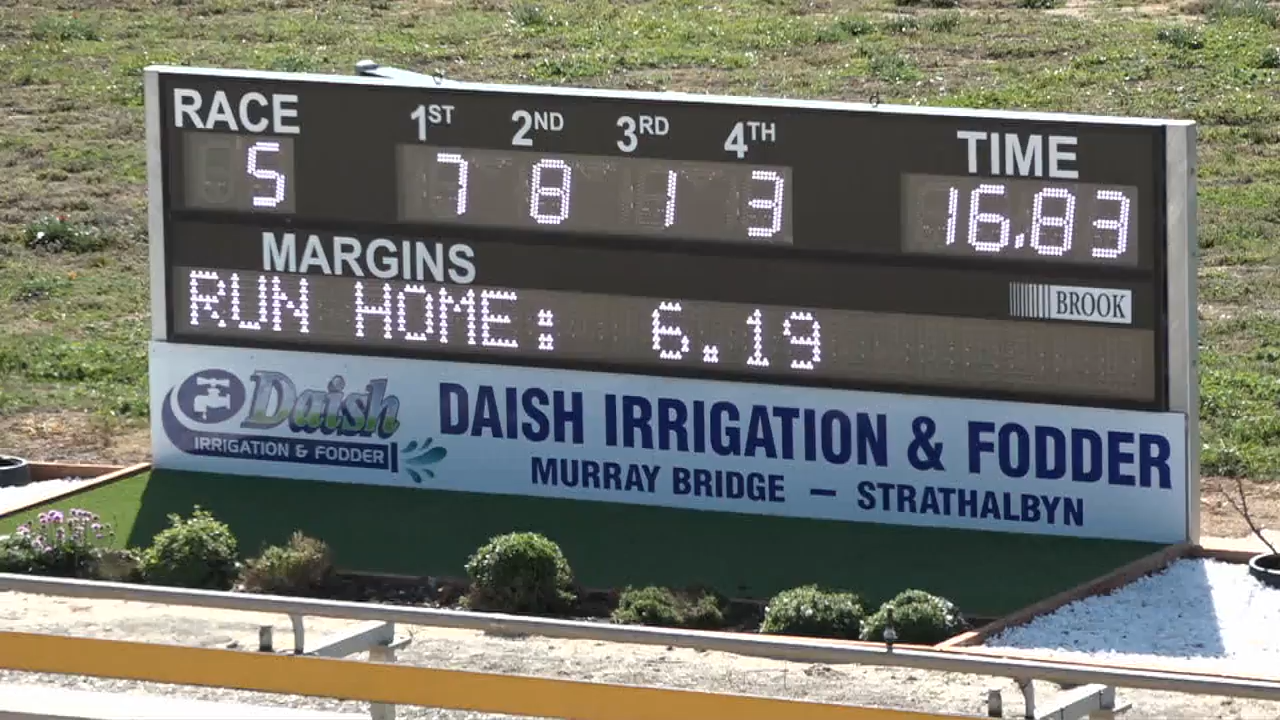 RACE 1ST 2ND 3RD 4TH TIME
5 7 8 1 3 16.83
MARGINS
BROOK
RUN HOME: 6.19
Daish
IRRIGATION & FODDER
DAISH IRRIGATION & FODDER
MURRAY BRIDGE – STRATHALBYN